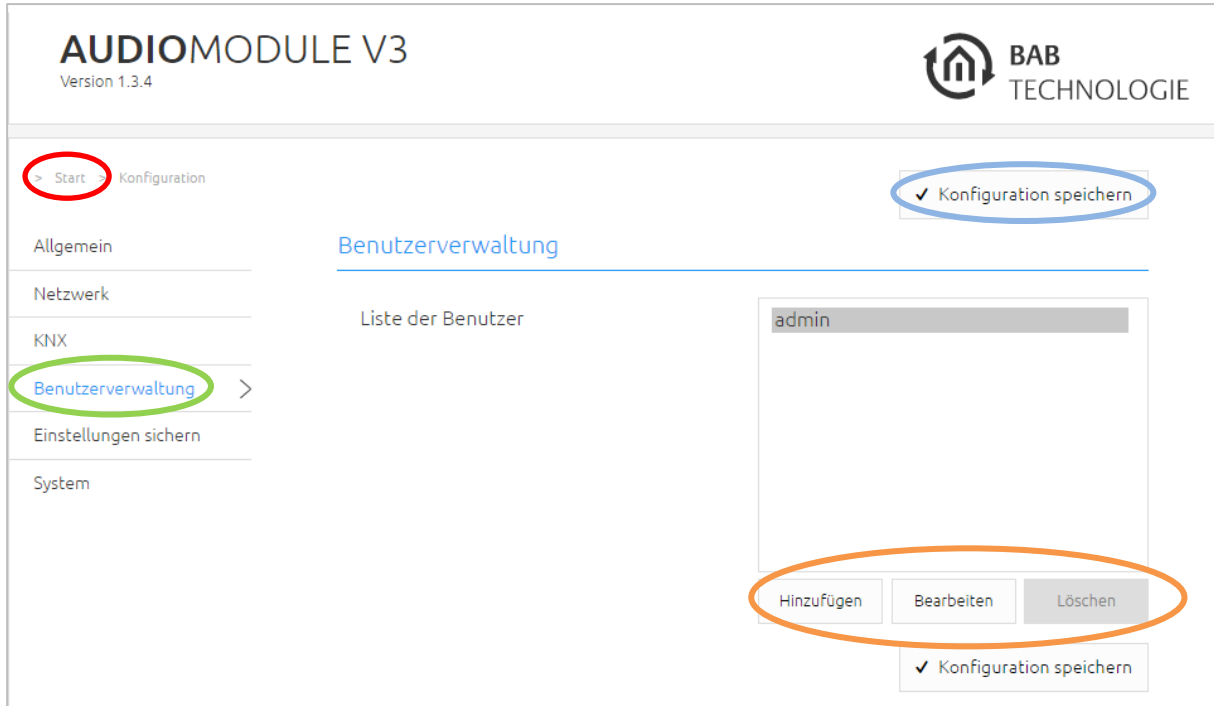 AUDIOMODULE V3
Version 1.3.4
BAB
TECHNOLOGIE
> Start > Konfiguration
✓ Konfiguration speichern
Allgemein
Netzwerk
KNX
Benutzerverwaltung
Einstellungen sichern
System
Benutzerverwaltung
Liste der Benutzer
admin
Hinzufügen
Bearbeiten
Löschen
✓ Konfiguration speichern